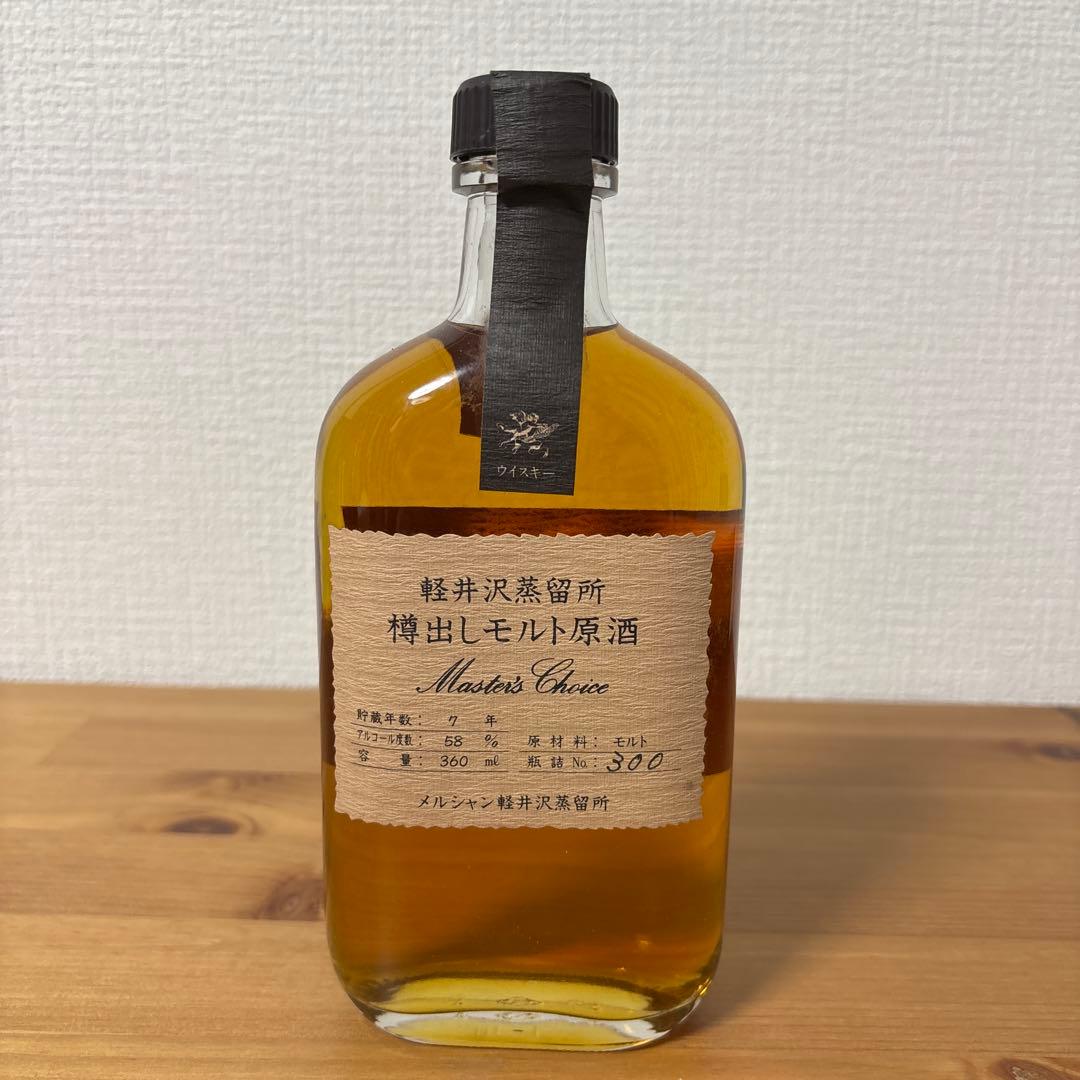 ウイスキー
軽井沢蒸留所
樽出しモルト原酒
Master's Choice
貯蔵年数: 7 年
アルコール度数: 58 % 原材料: モルト
容 量: 360 ml 瓶詰No.: 300
メルシャン軽井沢蒸留所